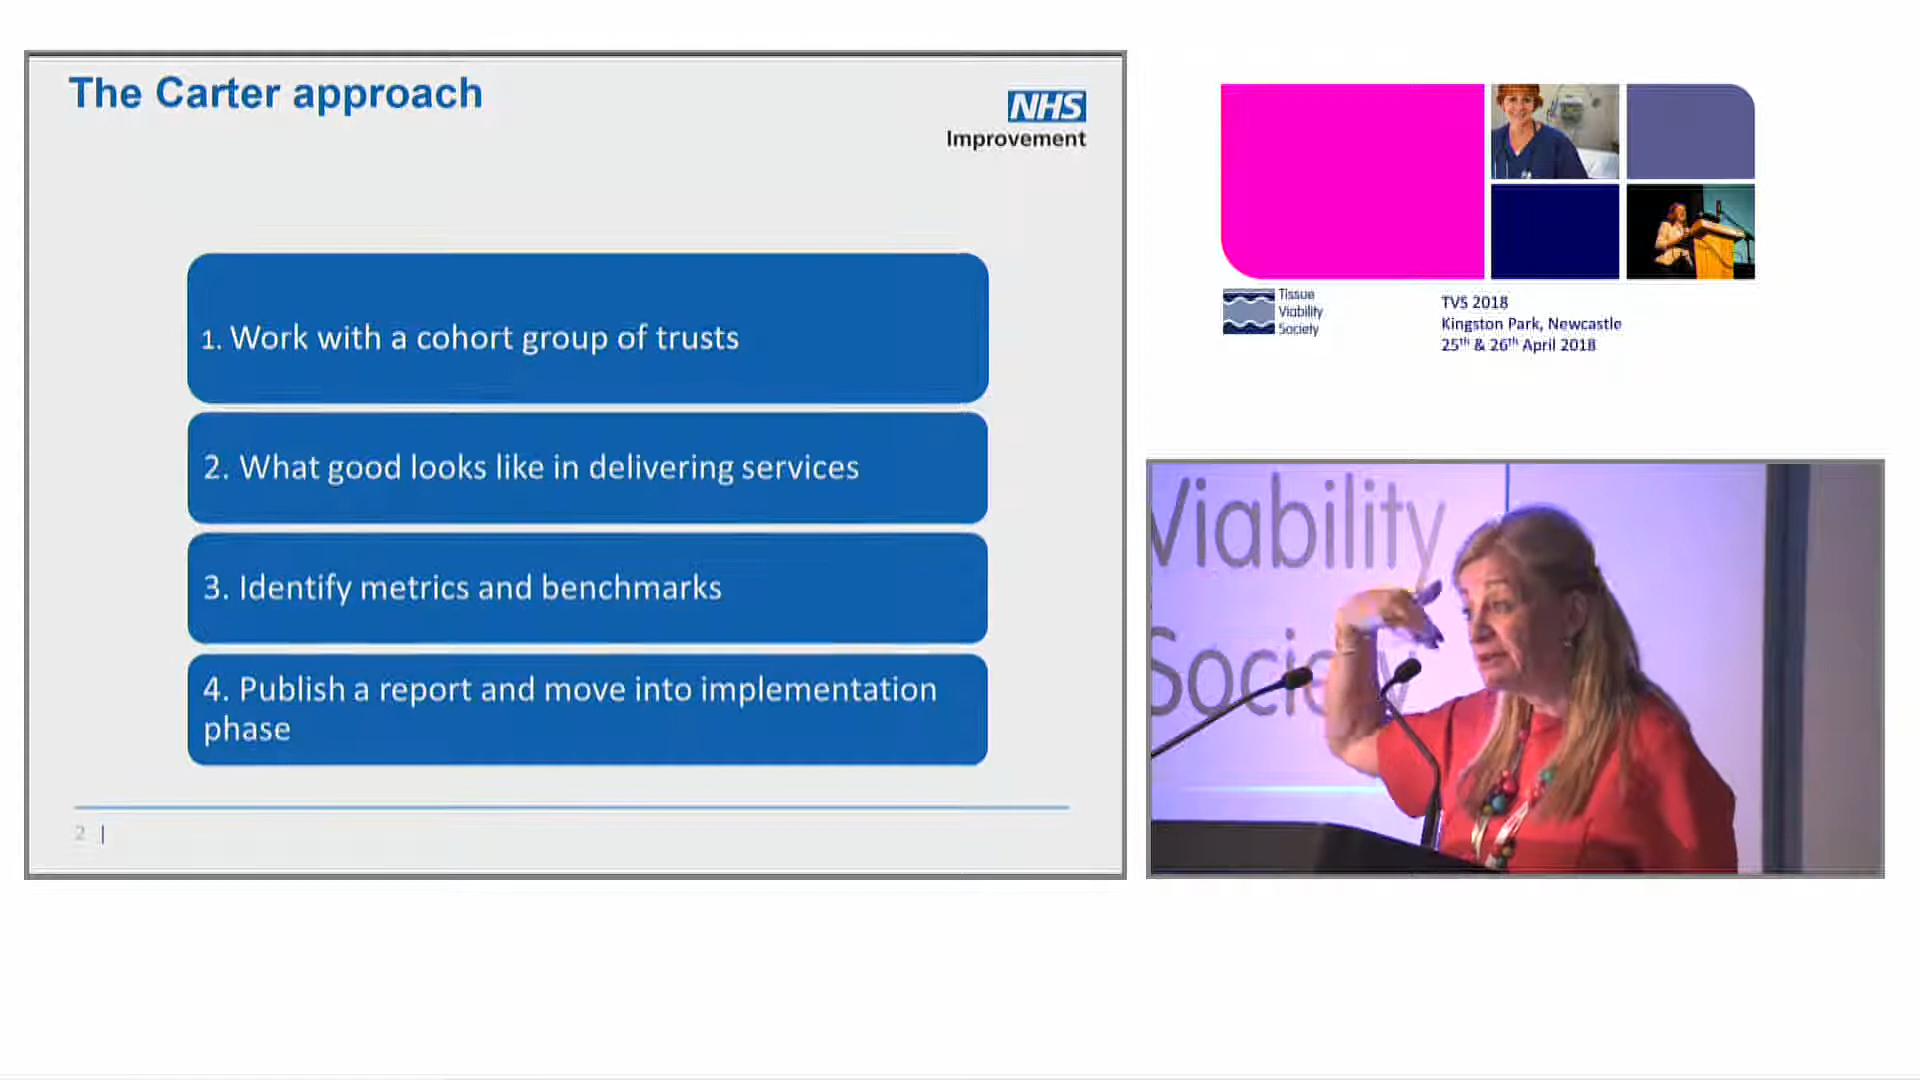 The Carter approach
NHS
Improvement
1. Work with a cohort group of trusts
2. What good looks like in delivering services
3. Identify metrics and benchmarks
4. Publish a report and move into implementation
phase
2 |
Tissue
Viability
Society
TVS 2018
Kingston Park, Newcastle
25th & 26th April 2018
Viability
Society